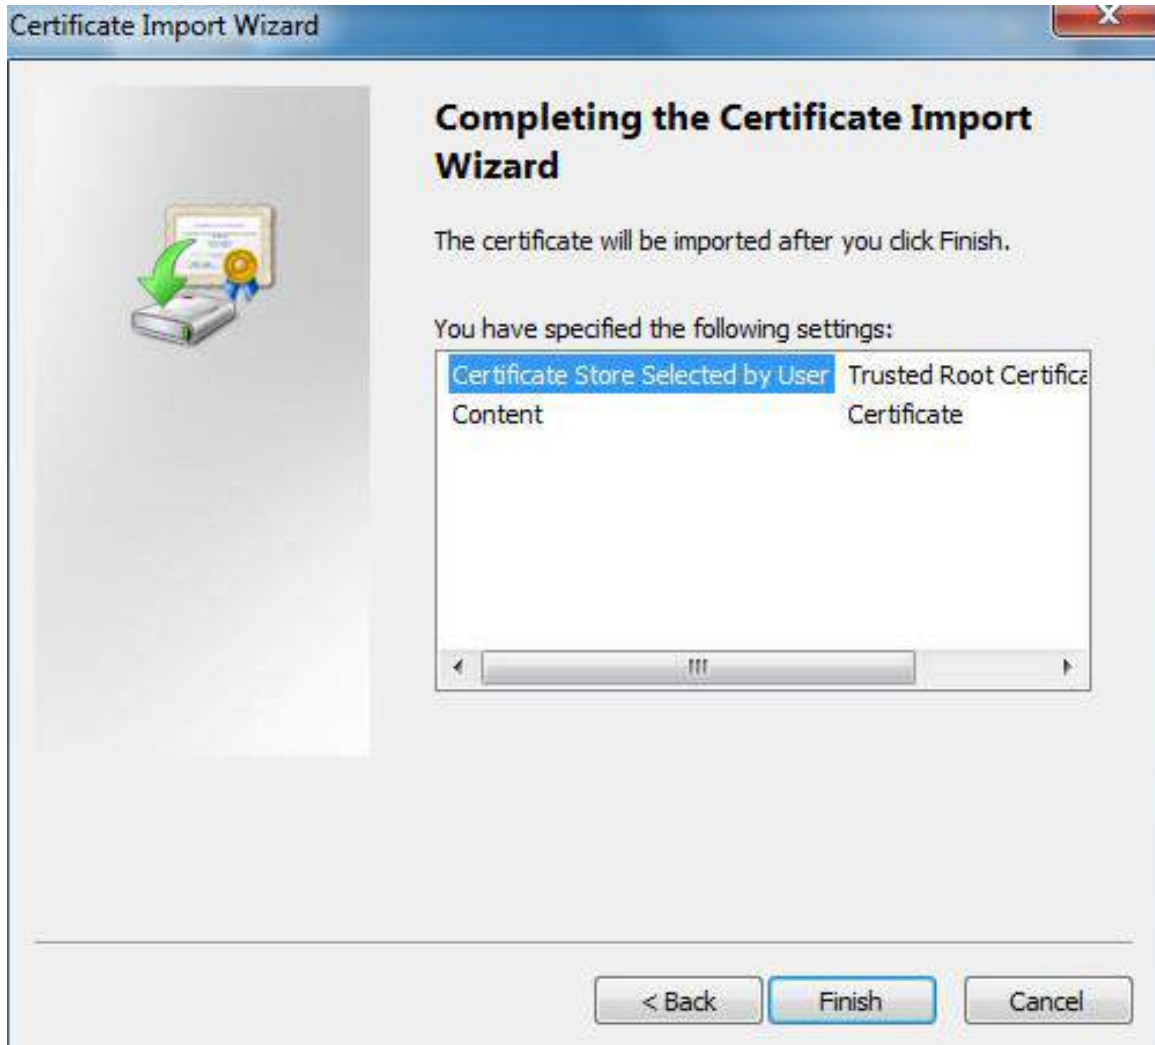 Certificate Import Wizard
Completing the Certificate Import
Wizard
The certificate will be imported after you click Finish.
You have specified the following settings:
Certificate Store Selected by User Trusted Root Certifica
Content Certificate
< Back Finish Cancel